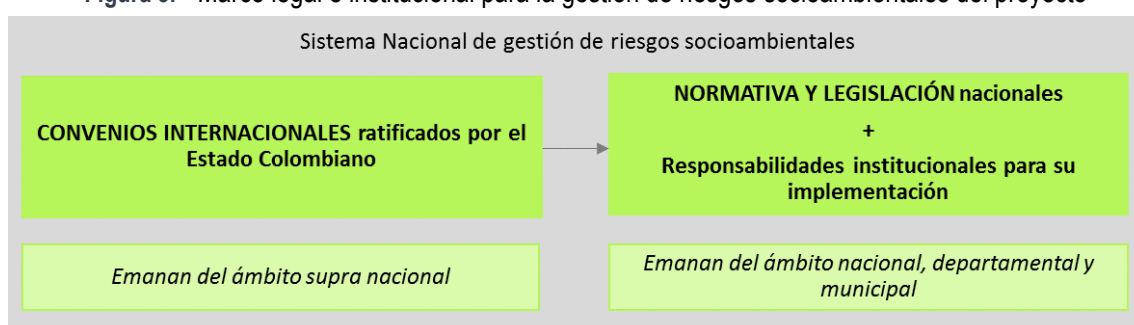 Marco legal e institucional para la gestión de riesgos socioambientales del proyecto
Sistema Nacional de gestión de riesgos socioambientales
CONVENIOS INTERNACIONALES ratificados por el
Estado Colombiano
NORMATIVA Y LEGISLACIÓN nacionales
+
Responsabilidades institucionales para su
implementación
Emanan del ámbito supra nacional
Emanan del ámbito nacional, departamental y
municipal